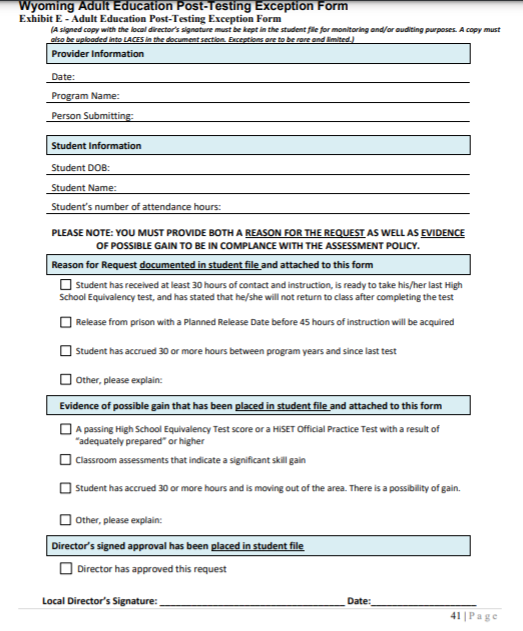 Wyoming Adult Education Post-Testing Exception Form
Exhibit E - Adult Education Post-Testing Exception Form
(A signed copy with the local director's signature must be kept in the student file for monitoring and/or auditing purposes. A copy must
also be uploaded into LACES in the document section. Exceptions are to be rare and limited.)
Provider Information
Date:
Program Name:
Person Submitting:
Student Information
Student DOB:
Student Name:
Student's number of attendance hours:
PLEASE NOTE: YOU MUST PROVIDE BOTH A REASON FOR THE REQUEST AS WELL AS EVIDENCE
OF POSSIBLE GAIN TO BE IN COMPLANCE WITH THE ASSESSMENT POLICY.
Reason for Request documented in student file and attached to this form
Student has received at least 30 hours of contact and instruction, is ready to take his/her last High
School Equivalency test, and has stated that he/she will not return to class after completing the test
Release from prison with a Planned Release Date before 45 hours of instruction will be acquired
Student has accrued 30 or more hours between program years and since last test
Other, please explain:
Evidence of possible gain that has been placed in student file and attached to this form
A passing High School Equivalency Test score or a HiSET Official Practice Test with a result of
"adequately prepared" or higher
Classroom assessments that indicate a significant skill gain
Student has accrued 30 or more hours and is moving out of the area. There is a possibility of gain.
Other, please explain:
Director's signed approval has been placed in student file
Director has approved this request
Local Director's Signature: ______________________ Date:______________
41 | Page